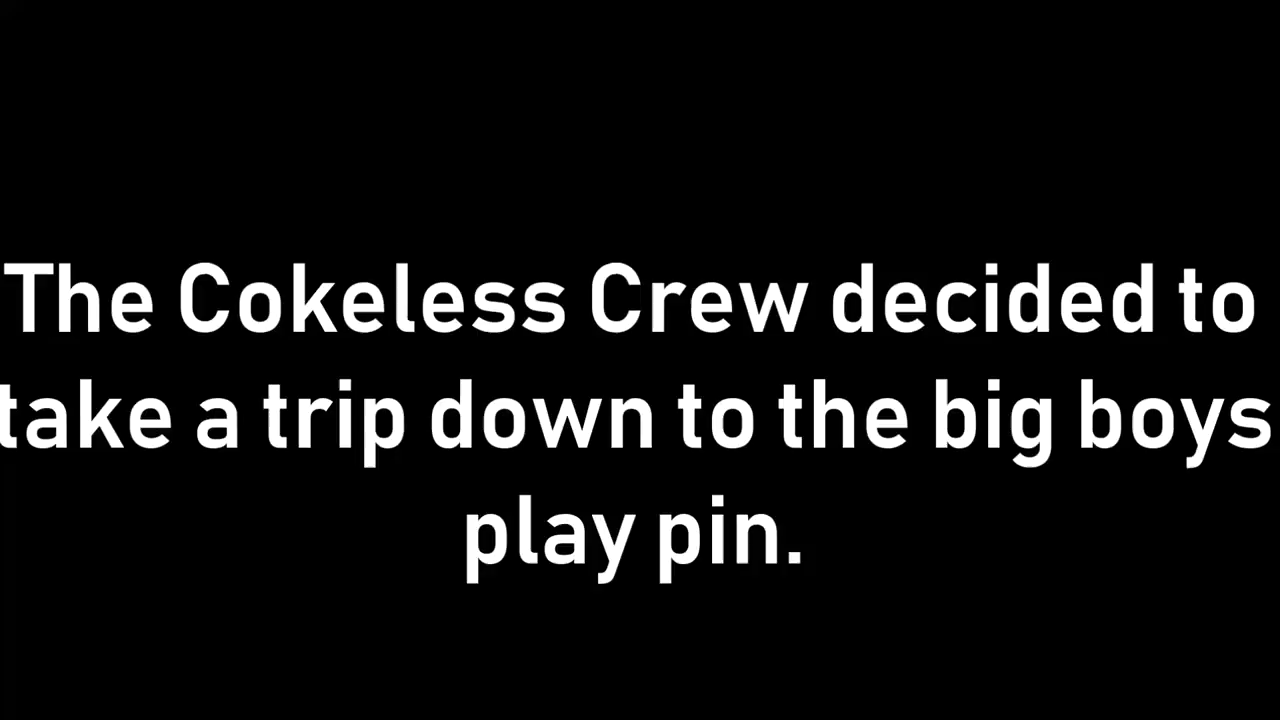 The Cokeless Crew decided to
take a trip down to the big boys
play pin.